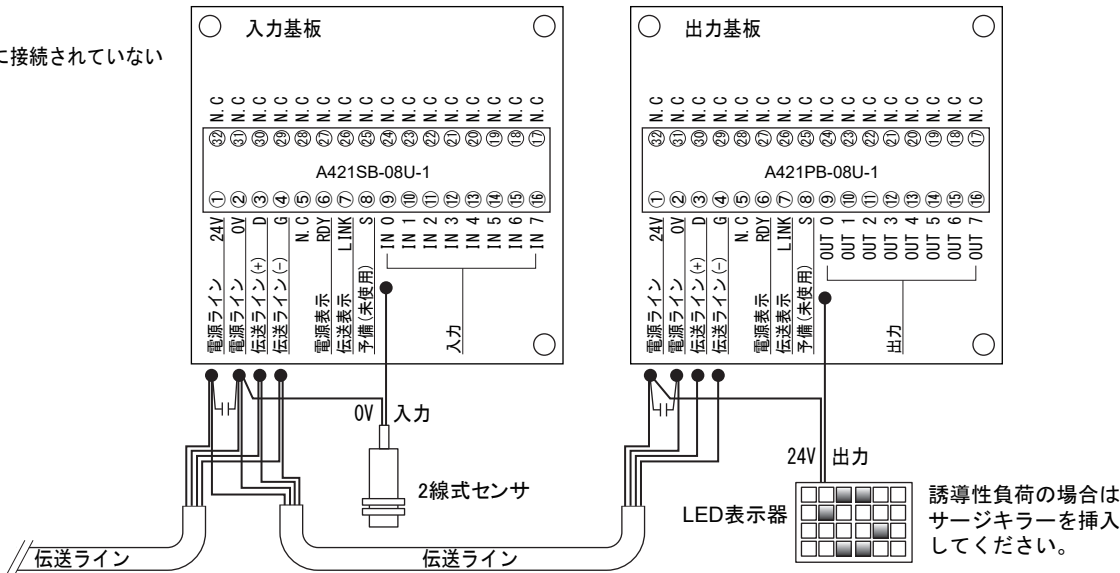 に接続されていない
入力基板
N.C N.C N.C N.C N.C N.C N.C N.C N.C N.C N.C N.C N.C N.C N.C N.C
㉜ ㉛ ㉚ ㉙ ㉘ ㉗ ㉖ ㉕ ㉔ ㉓ ㉒ ㉑ ⑳ ⑲ ⑱ ⑰
A421SB-08U-1
① ② ③ ④ ⑤ ⑥ ⑦ ⑧ ⑨ ⑩ ⑪ ⑫ ⑬ ⑭ ⑮ ⑯
24V 0V D G N.C RDY LINK S IN 0 IN 1 IN 2 IN 3 IN 4 IN 5 IN 6 IN 7
電源ライン
電源ライン
伝送ライン(+)
伝送ライン(-)
電源表示
伝送表示
予備(未使用)
入力
0V 入力
2線式センサ
伝送ライン
伝送ライン
出力基板
N.C N.C N.C N.C N.C N.C N.C N.C N.C N.C N.C N.C N.C N.C N.C N.C
㉜ ㉛ ㉚ ㉙ ㉘ ㉗ ㉖ ㉕ ㉔ ㉓ ㉒ ㉑ ⑳ ⑲ ⑱ ⑰
A421PB-08U-1
① ② ③ ④ ⑤ ⑥ ⑦ ⑧ ⑨ ⑩ ⑪ ⑫ ⑬ ⑭ ⑮ ⑯
24V 0V D G N.C RDY LINK S OUT 0 OUT 1 OUT 2 OUT 3 OUT 4 OUT 5 OUT 6 OUT 7
電源ライン
電源ライン
伝送ライン(+)
伝送ライン(-)
電源表示
伝送表示
予備(未使用)
出力
24V 出力
LED表示器
誘導性負荷の場合は
サージキラーを挿入
してください。